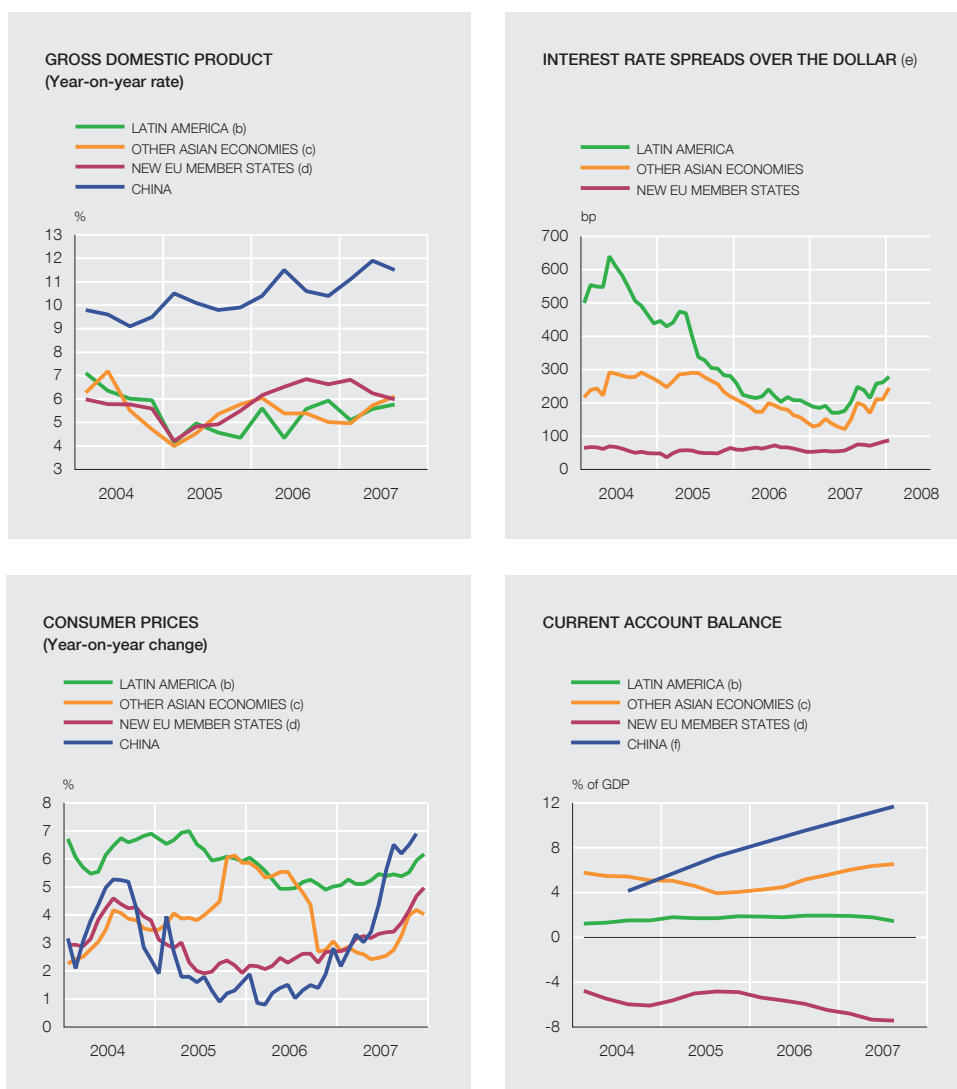 GROSS DOMESTIC PRODUCT
(Year-on-year rate)
LATIN AMERICA (b)
OTHER ASIAN ECONOMIES (c)
NEW EU MEMBER STATES (d)
CHINA
%
13
12
11
10
9
8
7
6
5
4
3
2004 2005 2006 2007
INTEREST RATE SPREADS OVER THE DOLLAR (e)
LATIN AMERICA
OTHER ASIAN ECONOMIES
NEW EU MEMBER STATES
bp
700
600
500
400
300
200
100
0
2004 2005 2006 2007 2008
CONSUMER PRICES
(Year-on-year change)
LATIN AMERICA (b)
OTHER ASIAN ECONOMIES (c)
NEW EU MEMBER STATES (d)
CHINA
%
8
7
6
5
4
3
2
1
0
2004 2005 2006 2007
CURRENT ACCOUNT BALANCE
LATIN AMERICA (b)
OTHER ASIAN ECONOMIES (c)
NEW EU MEMBER STATES (d)
CHINA (f)
% of GDP
12
8
4
0
-4
-8
2004 2005 2006 2007